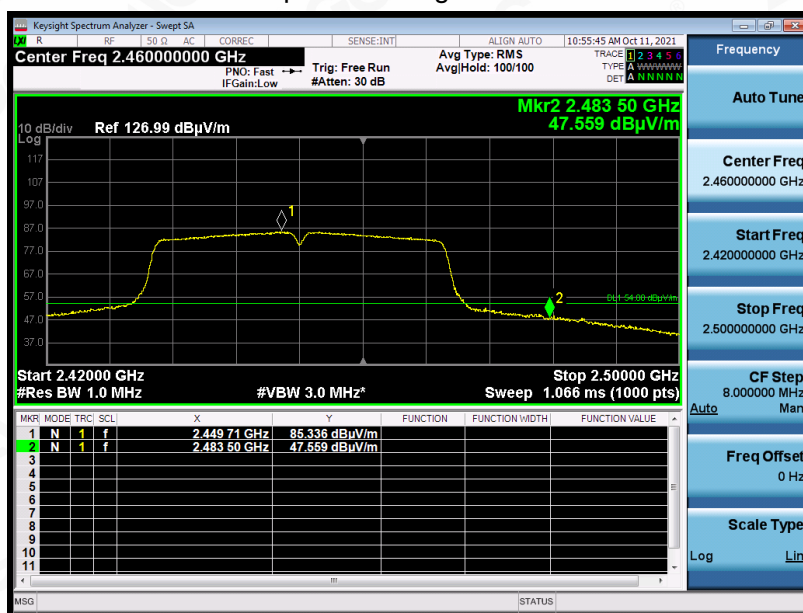 Keysight Spectrum Analyzer - Swept SA
LXI R RF 50 Ω AC CORREC SENSE:INT ALIGN AUTO 10:55:45 AM Oct 11, 2021
Center Freq 2.460000000 GHz
PNO: Fast
IFGain:Low
Trig: Free Run
#Atten: 30 dB
Avg Type: RMS
Avg|Hold: 100/100
TRACE 1 2 3 4 5 6
TYPE A WWWWW
DET A N N N N N
Mkr2 2.483 50 GHz
47.559 dBµV/m
10 dB/div Ref 126.99 dBµV/m
Log
117
107
97.0
87.0
77.0
67.0
57.0
47.0
37.0
1
2
DL1 54.00 dBµV/m
Start 2.42000 GHz Stop 2.50000 GHz
#Res BW 1.0 MHz #VBW 3.0 MHz* Sweep 1.066 ms (1000 pts)
MKR MODE TRC SCL X Y FUNCTION FUNCTION WIDTH FUNCTION VALUE
1 N 1 f 2.449 71 GHz 85.336 dBµV/m
2 N 1 f 2.483 50 GHz 47.559 dBµV/m
3
4
5
6
7
8
9
10
11
MSG STATUS
Frequency
Auto Tune
Center Freq
2.460000000 GHz
Start Freq
2.420000000 GHz
Stop Freq
2.500000000 GHz
CF Step
8.000000 MHz
Auto Man
Freq Offset
0 Hz
Scale Type
Log Lin